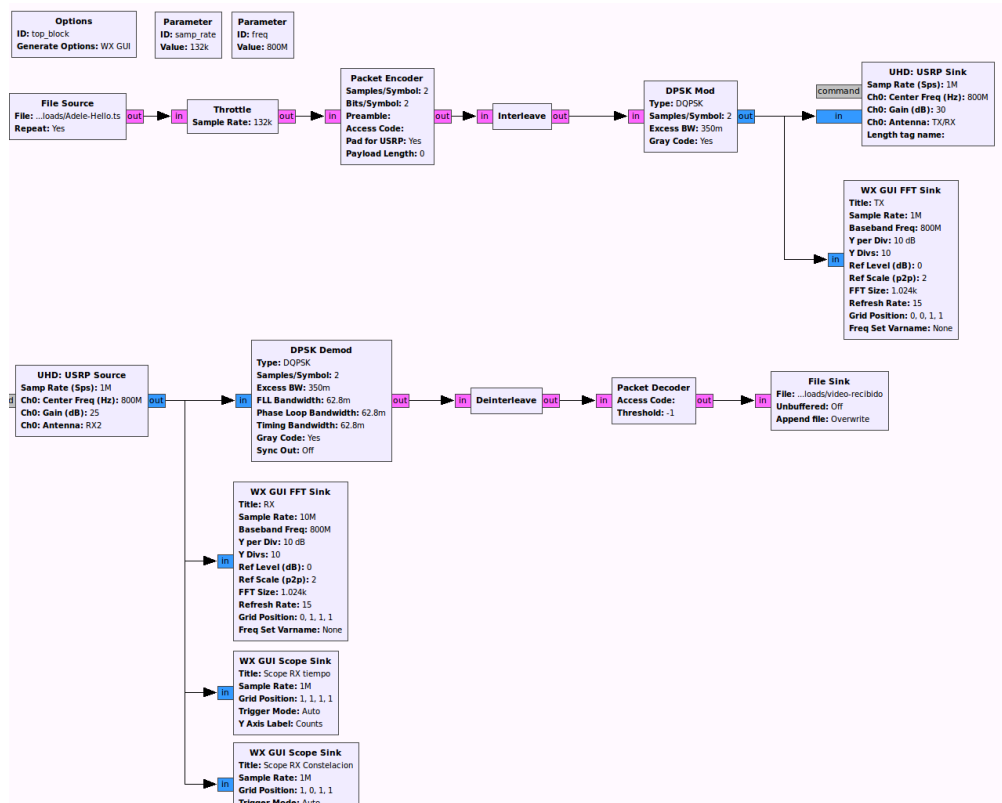 Options
ID: top_block
Generate Options: WX GUI
Parameter
ID: samp_rate
Value: 132k
Parameter
ID: freq
Value: 800M
File Source
File: ...loads/Adele-Hello.ts
Repeat: Yes
out
in
Throttle
Sample Rate: 132k
out
in
Packet Encoder
Samples/Symbol: 2
Bits/Symbol: 2
Preamble:
Access Code:
Pad for USRP: Yes
Payload Length: 0
out
in
Interleave
out
in
DPSK Mod
Type: DQPSK
Samples/Symbol: 2
Excess BW: 350m
Gray Code: Yes
out
command
in
UHD: USRP Sink
Samp Rate (Sps): 1M
Ch0: Center Freq (Hz): 800M
Ch0: Gain (dB): 30
Ch0: Antenna: TX/RX
Length tag name:
in
WX GUI FFT Sink
Title: TX
Sample Rate: 1M
Baseband Freq: 800M
Y per Div: 10 dB
Y Divs: 10
Ref Level (dB): 0
Ref Scale (p2p): 2
FFT Size: 1.024k
Refresh Rate: 15
Grid Position: 0, 0, 1, 1
Freq Set Varname: None
d
UHD: USRP Source
Samp Rate (Sps): 1M
Ch0: Center Freq (Hz): 800M
Ch0: Gain (dB): 25
Ch0: Antenna: RX2
out
in
DPSK Demod
Type: DQPSK
Samples/Symbol: 2
Excess BW: 350m
FLL Bandwidth: 62.8m
Phase Loop Bandwidth: 62.8m
Timing Bandwidth: 62.8m
Gray Code: Yes
Sync Out: Off
out
in
Deinterleave
out
in
Packet Decoder
Access Code:
Threshold: -1
out
in
File Sink
File: ...loads/video-recibido
Unbuffered: Off
Append file: Overwrite
in
WX GUI FFT Sink
Title: RX
Sample Rate: 10M
Baseband Freq: 800M
Y per Div: 10 dB
Y Divs: 10
Ref Level (dB): 0
Ref Scale (p2p): 2
FFT Size: 1.024k
Refresh Rate: 15
Grid Position: 0, 1, 1, 1
Freq Set Varname: None
in
WX GUI Scope Sink
Title: Scope RX tiempo
Sample Rate: 1M
Grid Position: 1, 1, 1, 1
Trigger Mode: Auto
Y Axis Label: Counts
in
WX GUI Scope Sink
Title: Scope RX Constelacion
Sample Rate: 1M
Grid Position: 1, 0, 1, 1
Trigger Mode: Auto